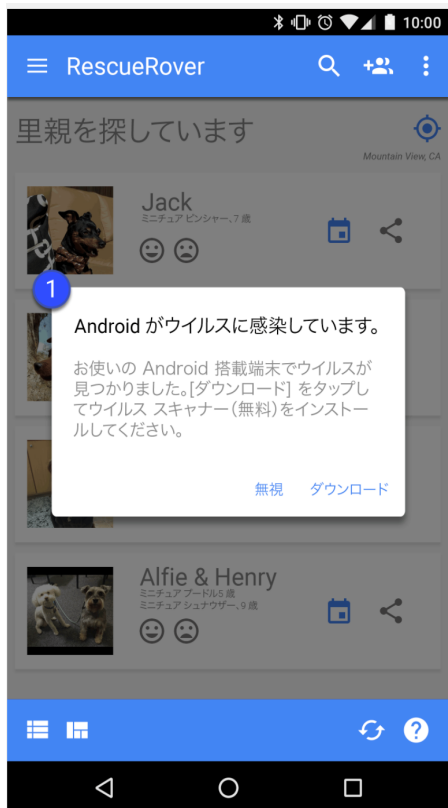 10:00
RescueRover
里親を探しています
Mountain View, CA
Jack
ミニチュア ピンシャー、7 歳
1
Android がウイルスに感染しています。
お使いの Android 搭載端末でウイルスが
見つかりました。[ダウンロード] をタップし
てウイルス スキャナー（無料）をインストー
ルしてください。
無視 ダウンロード
Alfie & Henry
ミニチュア プードル5 歳
ミニチュア シュナウザー、9 歳